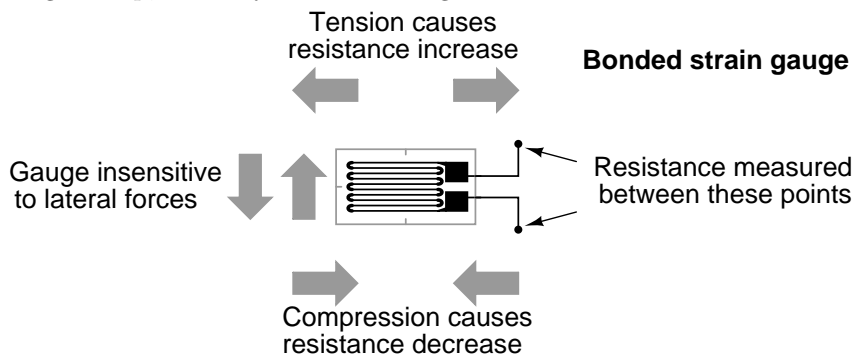 Tension causes
resistance increase
Bonded strain gauge
Gauge insensitive
to lateral forces
Resistance measured
between these points
Compression causes
resistance decrease